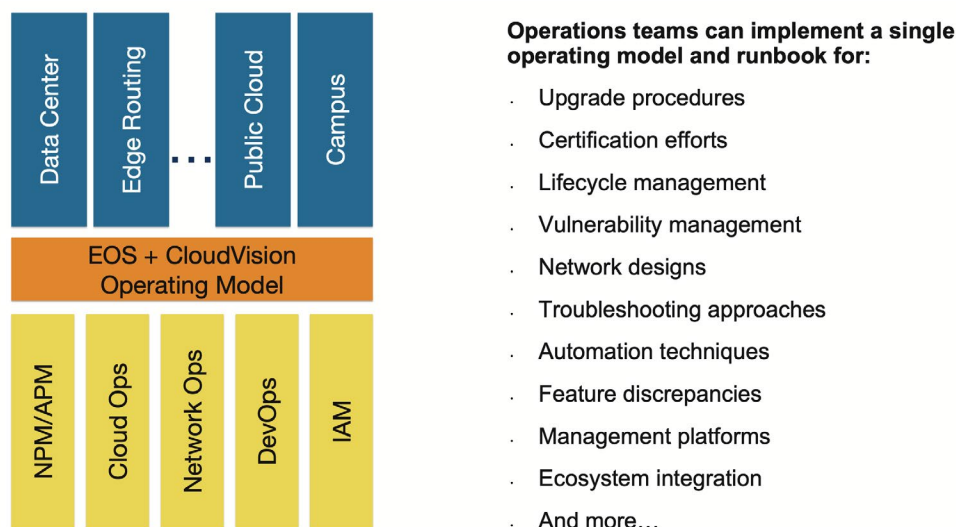 Data Center
Edge Routing
....
Public Cloud
Campus
EOS + CloudVision
Operating Model
NPM/APM
Cloud Ops
Network Ops
DevOps
IAM
Operations teams can implement a single
operating model and runbook for:
· Upgrade procedures
· Certification efforts
· Lifecycle management
· Vulnerability management
· Network designs
· Troubleshooting approaches
· Automation techniques
· Feature discrepancies
· Management platforms
· Ecosystem integration
· And more...